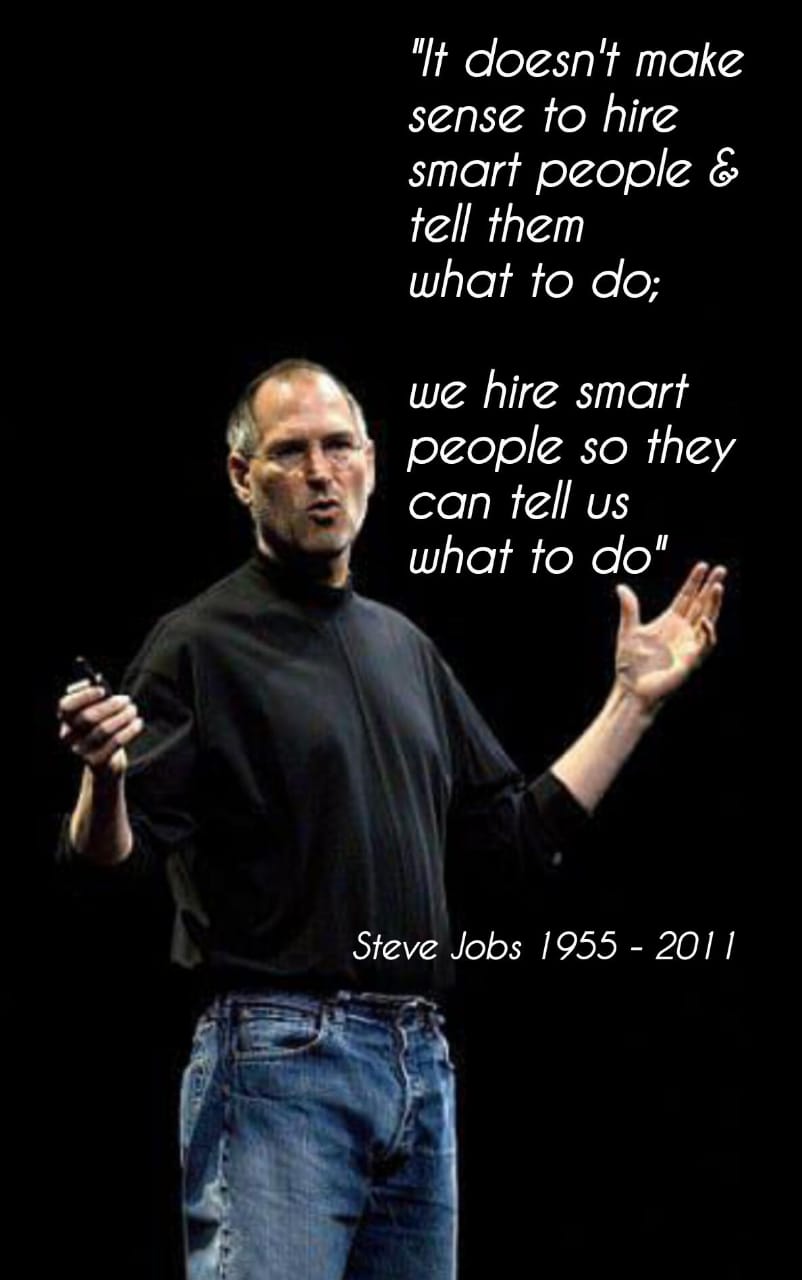 "It doesn't make
sense to hire
smart people &
tell them
what to do;
we hire smart
people so they
can tell us
what to do"
Steve Jobs 1955 - 2011